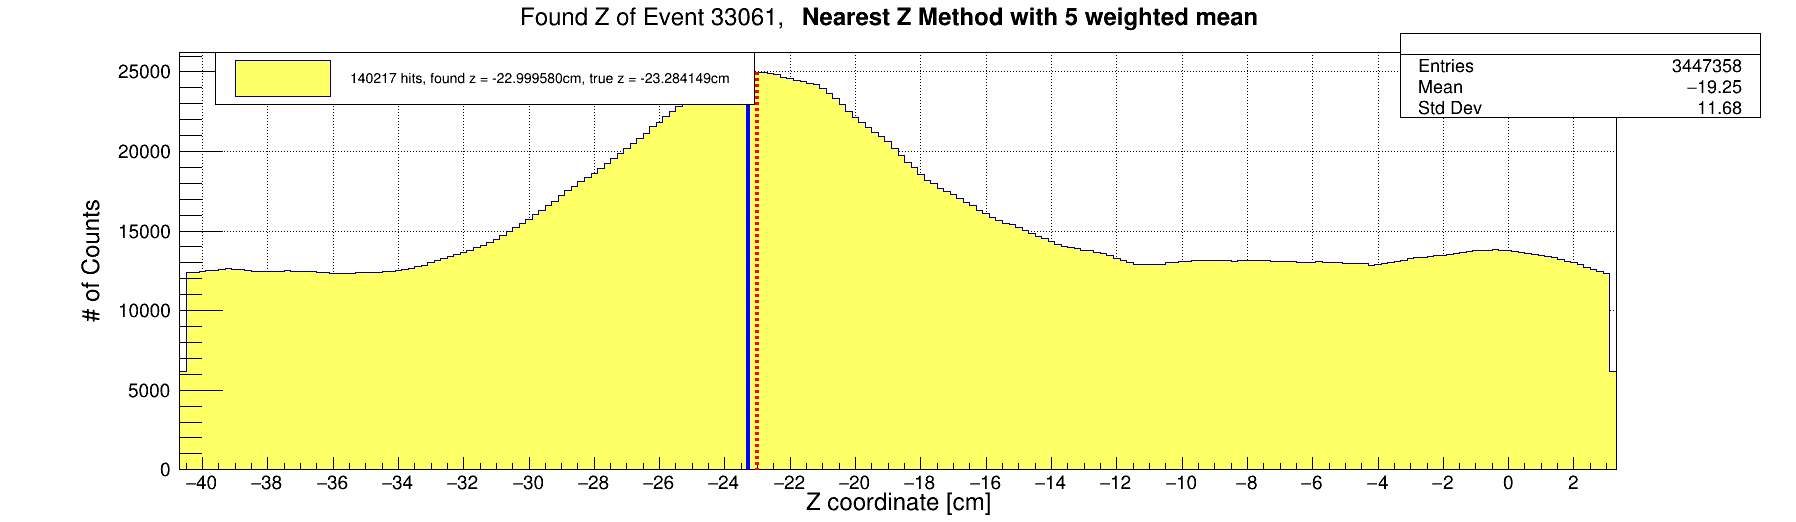 Found Z of Event 33061, Nearest Z Method with 5 weighted mean
140217 hits, found z = -22.999580cm, true z = -23.284149cm
Entries 3447358
Mean −19.25
Std Dev 11.68
25000
20000
15000
10000
5000
0
# of Counts
−40 −38 −36 −34 −32 −30 −28 −26 −24 −22 −20 −18 −16 −14 −12 −10 −8 −6 −4 −2 0 2
Z coordinate [cm]